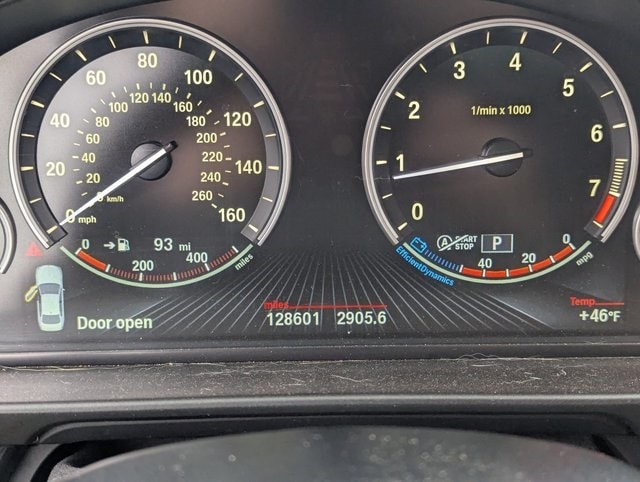 0 20 40 60 80 100 120 140 160
mph
0 20 40 60 80 100 120 140 160 180 200 220 240 260
km/h
0 1 2 3 4 5 6 7
1/min x 1000
A START STOP P
0 93 mi
200 400
miles
EfficientDynamics
40 20 0
mpg
Door open
miles
128601 2905.6
Temp.
+46°F